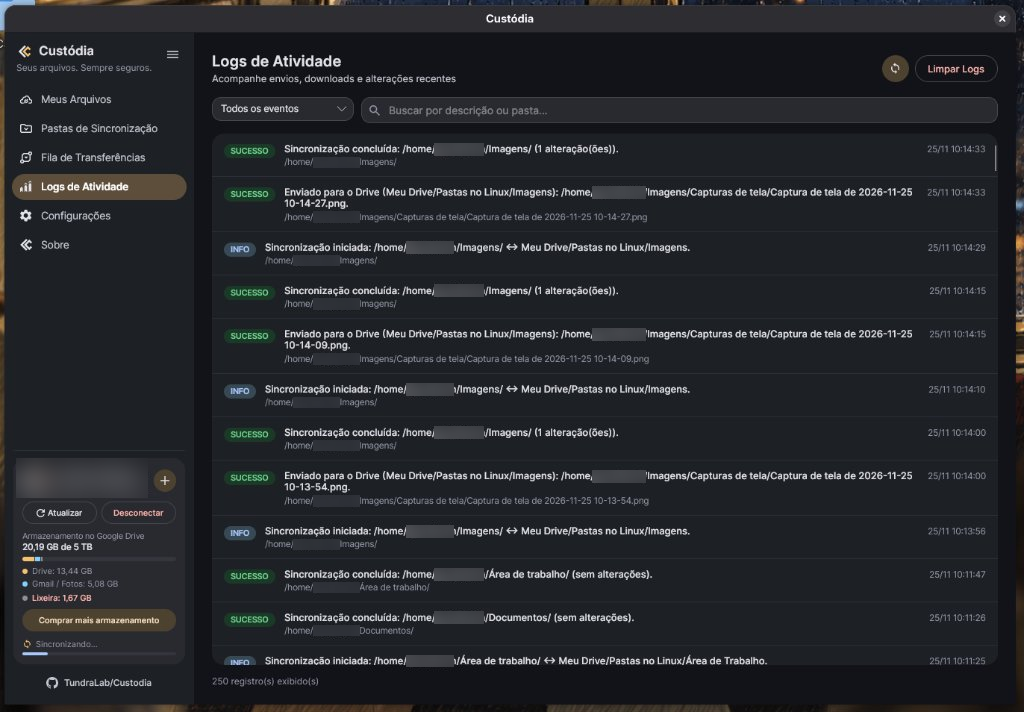 Custódia
Custódia
Seus arquivos. Sempre seguros.
Meus Arquivos
Pastas de Sincronização
Fila de Transferências
Logs de Atividade
Configurações
Sobre
Atualizar
Desconectar
Armazenamento no Google Drive
20,19 GB de 5 TB
Drive: 13,44 GB
Gmail / Fotos: 5,08 GB
Lixeira: 1,67 GB
Comprar mais armazenamento
Sincronizando...
TundraLab/Custodia
Logs de Atividade
Acompanhe envios, downloads e alterações recentes
Limpar Logs
Todos os eventos
Buscar por descrição ou pasta...
SUCESSO Sincronização concluída: /home/ /Imagens/ (1 alteração(ões)). 25/11 10:14:33
/home/ Imagens/
SUCESSO Enviado para o Drive (Meu Drive/Pastas no Linux/Imagens): /home/ Imagens/Capturas de tela/Captura de tela de 2026-11-25 25/11 10:14:33
10-14-27.png.
/home/ Imagens/Capturas de tela/Captura de tela de 2026-11-25 10-14-27.png
INFO Sincronização iniciada: /home/ /Imagens/ ↔ Meu Drive/Pastas no Linux/Imagens. 25/11 10:14:29
/home/ Imagens/
SUCESSO Sincronização concluída: /home/ /Imagens/ (1 alteração(ões)). 25/11 10:14:15
/home/ Imagens/
SUCESSO Enviado para o Drive (Meu Drive/Pastas no Linux/Imagens): /home/ Imagens/Capturas de tela/Captura de tela de 2026-11-25 25/11 10:14:15
10-14-09.png.
/home/ Imagens/Capturas de tela/Captura de tela de 2026-11-25 10-14-09.png
INFO Sincronização iniciada: /home/ /Imagens/ ↔ Meu Drive/Pastas no Linux/Imagens. 25/11 10:14:10
/home/ Imagens/
SUCESSO Sincronização concluída: /home/ /Imagens/ (1 alteração(ões)). 25/11 10:14:00
/home/ Imagens/
SUCESSO Enviado para o Drive (Meu Drive/Pastas no Linux/Imagens): /home/ Imagens/Capturas de tela/Captura de tela de 2026-11-25 25/11 10:14:00
10-13-54.png.
/home/ Imagens/Capturas de tela/Captura de tela de 2026-11-25 10-13-54.png
INFO Sincronização iniciada: /home/ /Imagens/ ↔ Meu Drive/Pastas no Linux/Imagens. 25/11 10:13:56
/home/ Imagens/
SUCESSO Sincronização concluída: /home/ /Área de trabalho/ (sem alterações). 25/11 10:11:47
/home/ Área de trabalho/
SUCESSO Sincronização concluída: /home/ /Documentos/ (sem alterações). 25/11 10:11:26
/home/ Documentos/
INFO Sincronização iniciada: /home/ /Área de trabalho/ ↔ Meu Drive/Pastas no Linux/Área de Trabalho. 25/11 10:11:25
250 registro(s) exibido(s)